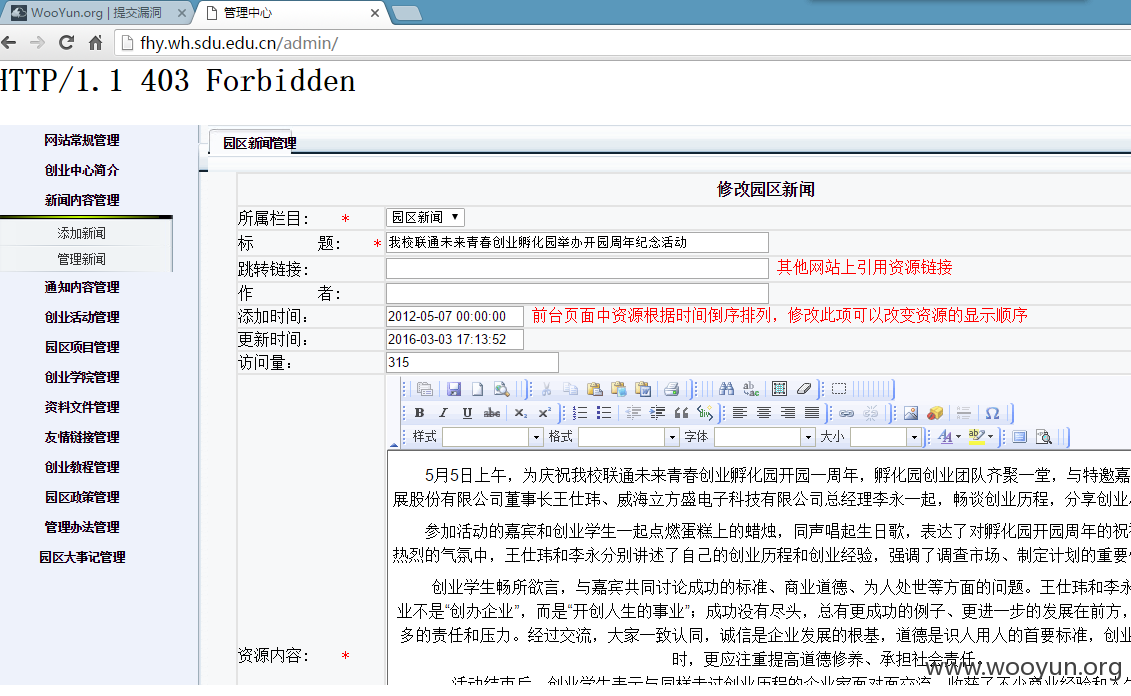 WooYun.org | 提交漏洞
管理中心
fhy.wh.sdu.edu.cn/admin/
HTTP/1.1 403 Forbidden
网站常规管理
创业中心简介
新闻内容管理
添加新闻
管理新闻
通知内容管理
创业活动管理
园区项目管理
创业学院管理
资料文件管理
友情链接管理
创业教程管理
园区政策管理
管理办法管理
园区大事记管理
园区新闻管理
修改园区新闻
所属栏目： * 园区新闻
标 题： * 我校联通未来青春创业孵化园举办开园周年纪念活动
跳转链接： 其他网站上引用资源链接
作 者：
添加时间： 2012-05-07 00:00:00 前台页面中资源根据时间倒序排列，修改此项可以改变资源的显示顺序
更新时间： 2016-03-03 17:13:52
访问量： 315
样式 格式 字体 大小
资源内容： *
5月5日上午，为庆祝我校联通未来青春创业孵化园开园一周年，孵化园创业团队齐聚一堂，与特邀嘉
展股份有限公司董事长王仕玮、威海立方盛电子科技有限公司总经理李永一起，畅谈创业历程，分享创业
参加活动的嘉宾和创业学生一起点燃蛋糕上的蜡烛，同声唱起生日歌，表达了对孵化园开园周年的祝
热烈的气氛中，王仕玮和李永分别讲述了自己的创业历程和创业经验，强调了调查市场、制定计划的重要
创业学生畅所欲言，与嘉宾共同讨论成功的标准、商业道德、为人处世等方面的问题。王仕玮和李永
业不是“创办企业”，而是“开创人生的事业”；成功没有尽头，总有更成功的例子、更进一步的发展在前方，
多的责任和压力。经过交流，大家一致认同，诚信是企业发展的根基，道德是识人用人的首要标准，创业
时，更应注重提高道德修养、承担社会责任。
活动结束后，创业学生表示与同样走过创业历程的企业家面对面交流，收获了不少商业经验和人生
www.wooyun.org